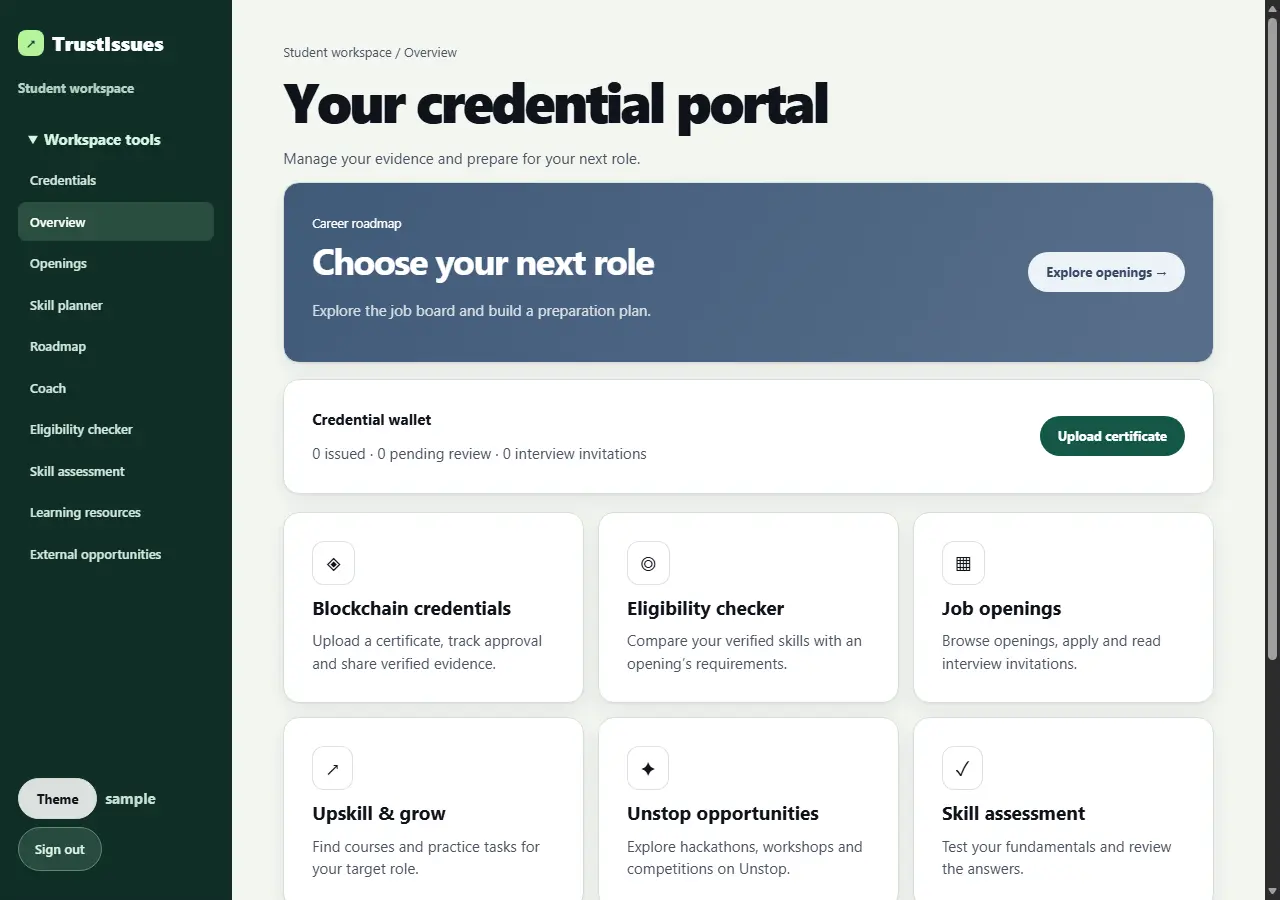 TrustIssues
Student workspace
▼ Workspace tools
Credentials
Overview
Openings
Skill planner
Roadmap
Coach
Eligibility checker
Skill assessment
Learning resources
External opportunities
Theme
sample
Sign out
Student workspace / Overview
Your credential portal
Manage your evidence and prepare for your next role.
Career roadmap
Choose your next role
Explore the job board and build a preparation plan.
Explore openings →
Credential wallet
0 issued · 0 pending review · 0 interview invitations
Upload certificate
Blockchain credentials
Upload a certificate, track approval
and share verified evidence.
Eligibility checker
Compare your verified skills with an
opening's requirements.
Job openings
Browse openings, apply and read
interview invitations.
Upskill & grow
Find courses and practice tasks for
your target role.
Unstop opportunities
Explore hackathons, workshops and
competitions on Unstop.
Skill assessment
Test your fundamentals and review
the answers.